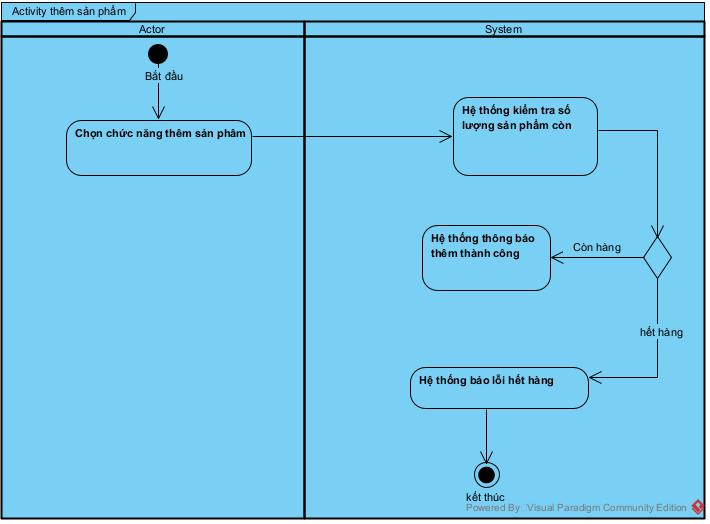 Activity thêm sản phẩm
Actor
System
Bắt đầu
Chọn chức năng thêm sản phâm
Hệ thống kiểm tra số
lượng sản phẩm còn
Hệ thống thông báo
thêm thành công
Còn hàng
hết hàng
Hệ thống báo lỗi hết hàng
kết thúc
Powered By Visual Paradigm Community Edition